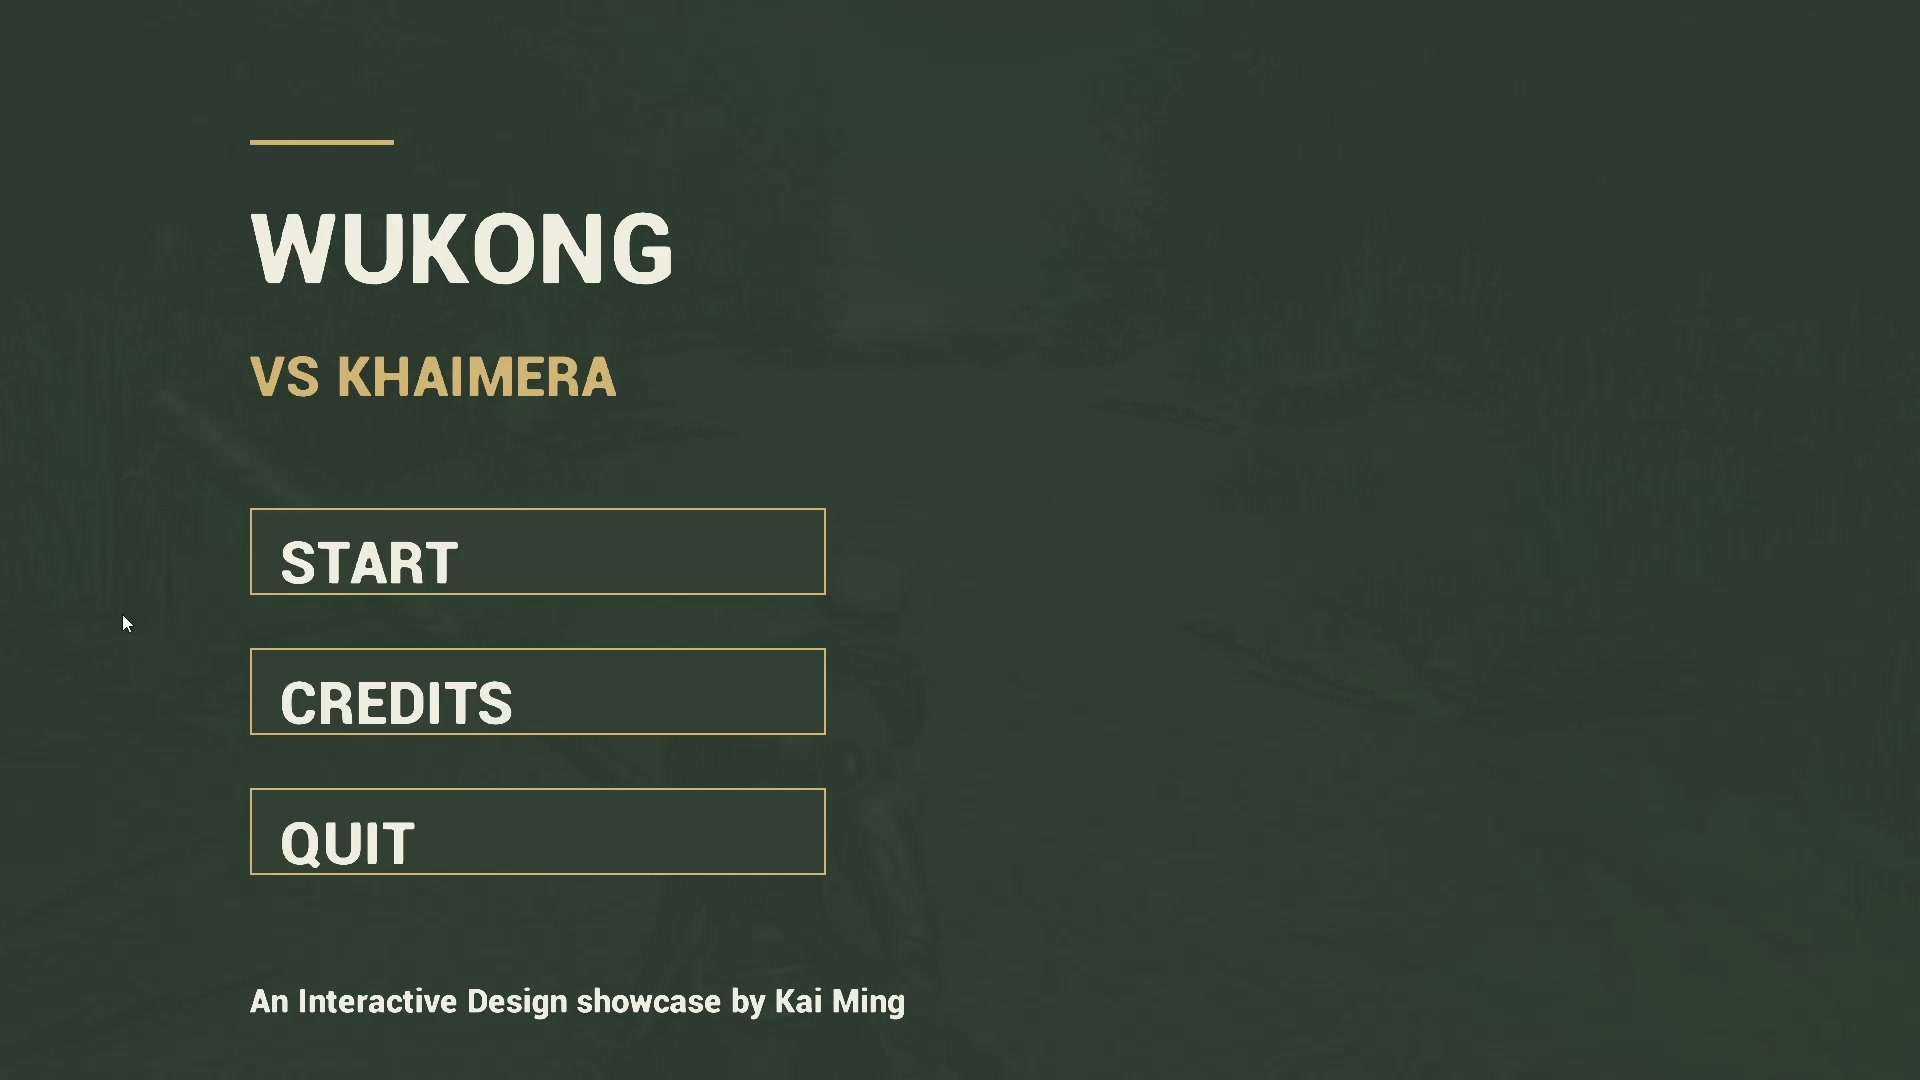 WUKONG
VS KHAIMERA
START
CREDITS
QUIT
An Interactive Design showcase by Kai Ming